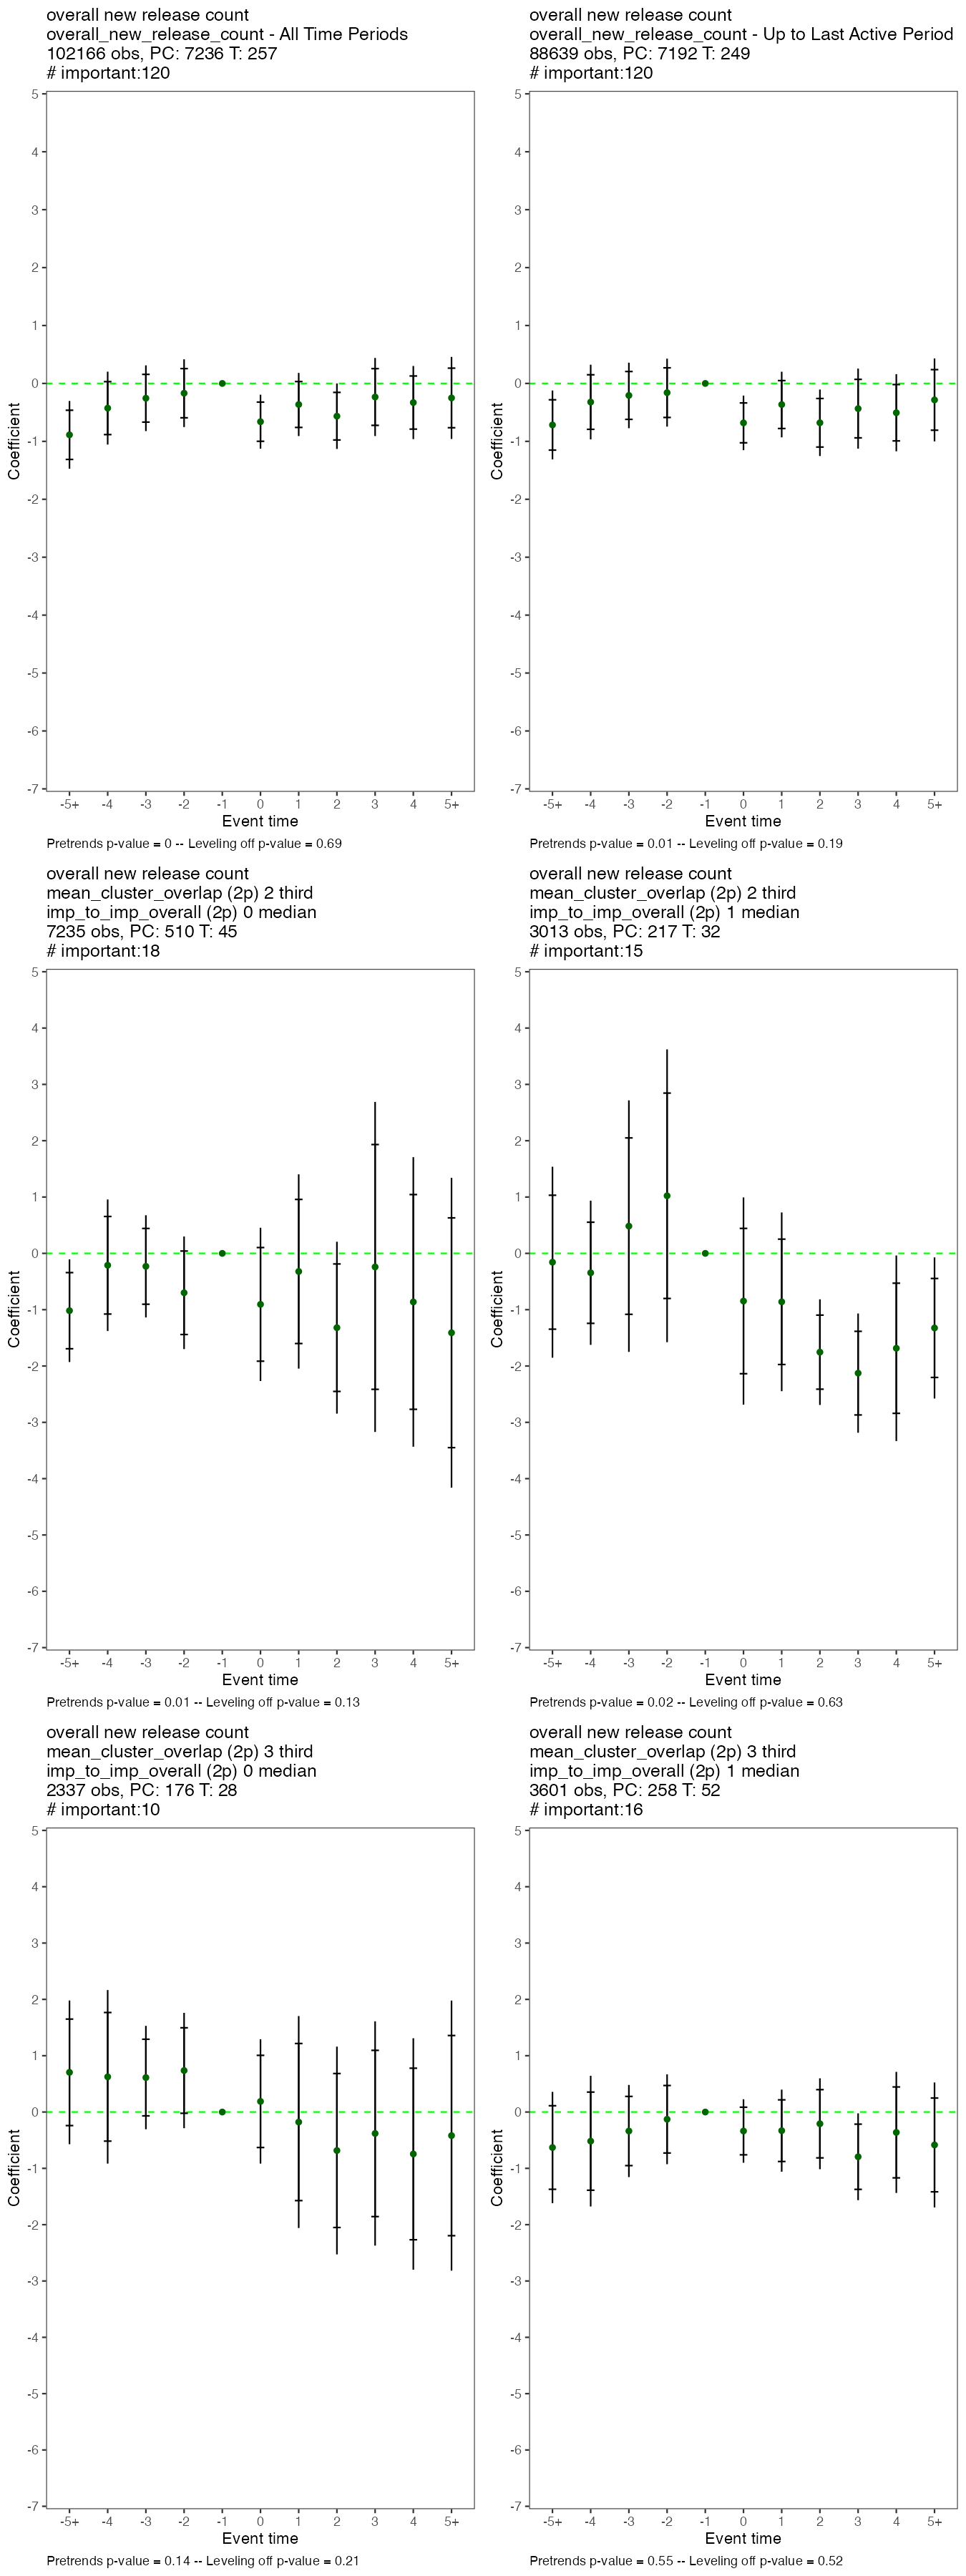 overall new release count
overall_new_release_count - All Time Periods
102166 obs, PC: 7236 T: 257
# important:120
5
4
3
2
1
0
-1
-2
-3
-4
-5
-6
-7
Coefficient
-5+ -4 -3 -2 -1 0 1 2 3 4 5+
Event time
Pretrends p-value = 0 -- Leveling off p-value = 0.69
overall new release count
overall_new_release_count - Up to Last Active Period
88639 obs, PC: 7192 T: 249
# important:120
5
4
3
2
1
0
-1
-2
-3
-4
-5
-6
-7
Coefficient
-5+ -4 -3 -2 -1 0 1 2 3 4 5+
Event time
Pretrends p-value = 0.01 -- Leveling off p-value = 0.19
overall new release count
mean_cluster_overlap (2p) 2 third
imp_to_imp_overall (2p) 0 median
7235 obs, PC: 510 T: 45
# important:18
5
4
3
2
1
0
-1
-2
-3
-4
-5
-6
-7
Coefficient
-5+ -4 -3 -2 -1 0 1 2 3 4 5+
Event time
Pretrends p-value = 0.01 -- Leveling off p-value = 0.13
overall new release count
mean_cluster_overlap (2p) 2 third
imp_to_imp_overall (2p) 1 median
3013 obs, PC: 217 T: 32
# important:15
5
4
3
2
1
0
-1
-2
-3
-4
-5
-6
-7
Coefficient
-5+ -4 -3 -2 -1 0 1 2 3 4 5+
Event time
Pretrends p-value = 0.02 -- Leveling off p-value = 0.63
overall new release count
mean_cluster_overlap (2p) 3 third
imp_to_imp_overall (2p) 0 median
2337 obs, PC: 176 T: 28
# important:10
5
4
3
2
1
0
-1
-2
-3
-4
-5
-6
-7
Coefficient
-5+ -4 -3 -2 -1 0 1 2 3 4 5+
Event time
Pretrends p-value = 0.14 -- Leveling off p-value = 0.21
overall new release count
mean_cluster_overlap (2p) 3 third
imp_to_imp_overall (2p) 1 median
3601 obs, PC: 258 T: 52
# important:16
5
4
3
2
1
0
-1
-2
-3
-4
-5
-6
-7
Coefficient
-5+ -4 -3 -2 -1 0 1 2 3 4 5+
Event time
Pretrends p-value = 0.55 -- Leveling off p-value = 0.52